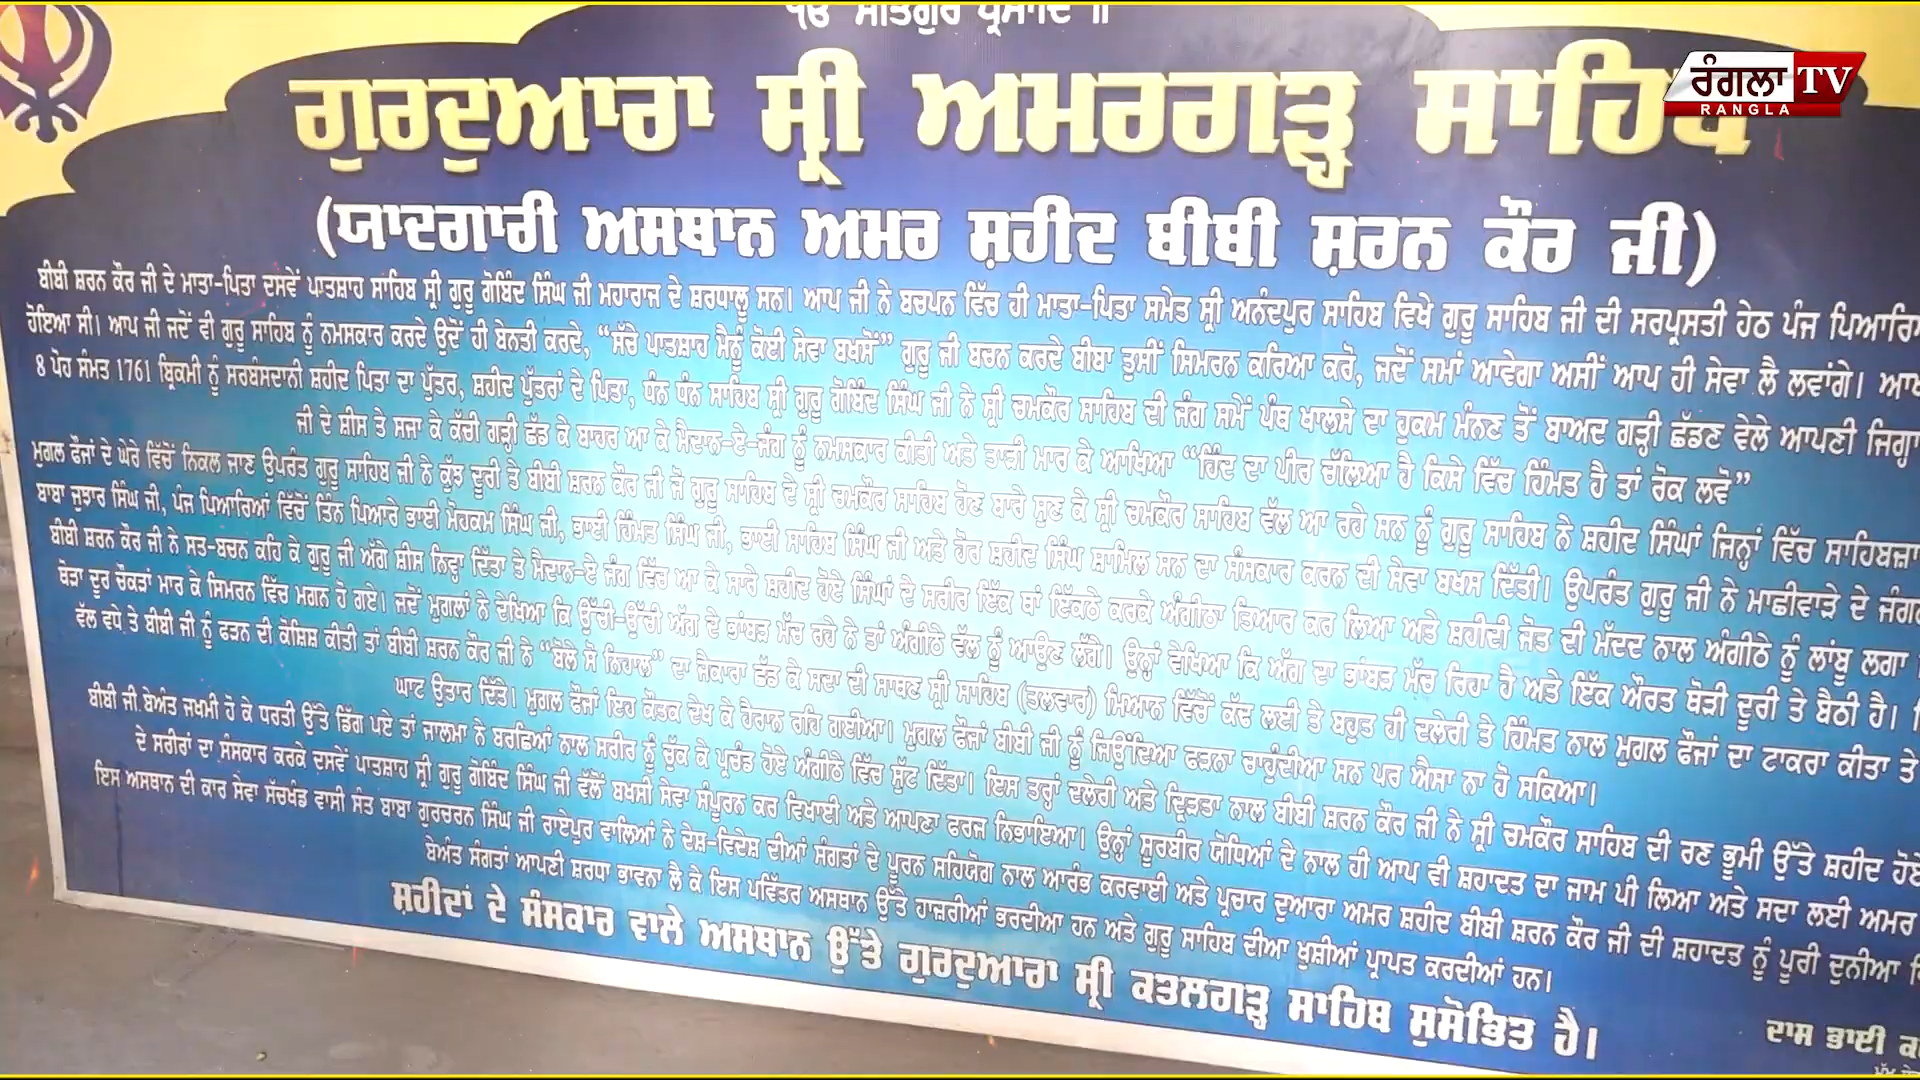 ੴ ਸਤਿਗੁਰ ਪ੍ਰਸਾਦਿ ॥
ਰੰਗਲਾ TV
RANGLA
ਗੁਰਦੁਆਰਾ ਸ੍ਰੀ ਅਮਰਗੜ੍ਹ ਸਾਹਿਬ
(ਯਾਦਗਾਰੀ ਅਸਥਾਨ ਅਮਰ ਸ਼ਹੀਦ ਬੀਬੀ ਸ਼ਰਨ ਕੌਰ ਜੀ)
ਬੀਬੀ ਸ਼ਰਨ ਕੌਰ ਜੀ ਦੇ ਮਾਤਾ-ਪਿਤਾ ਦਸਵੇਂ ਪਾਤਸ਼ਾਹ ਸਾਹਿਬ ਸ੍ਰੀ ਗੁਰੂ ਗੋਬਿੰਦ ਸਿੰਘ ਜੀ ਮਹਾਰਾਜ ਦੇ ਸ਼ਰਧਾਲੂ ਸਨ। ਆਪ ਜੀ ਨੇ ਬਚਪਨ ਵਿੱਚ ਹੀ ਮਾਤਾ-ਪਿਤਾ ਸਮੇਤ ਸ੍ਰੀ ਅਨੰਦਪੁਰ ਸਾਹਿਬ ਵਿਖੇ ਗੁਰੂ ਸਾਹਿਬ ਜੀ ਦੀ ਸਰਪ੍ਰਸਤੀ ਹੇਠ ਪੰਜ
ਹੋਇਆ ਸੀ। ਆਪ ਜੀ ਜਦੋਂ ਵੀ ਗੁਰੂ ਸਾਹਿਬ ਨੂੰ ਨਮਸਕਾਰ ਕਰਦੇ ਉਦੋਂ ਹੀ ਬੇਨਤੀ ਕਰਦੇ, “ਸੱਚੇ ਪਾਤਸ਼ਾਹ ਮੈਨੂੰ ਕੋਈ ਸੇਵਾ ਬਖਸੋਂ” ਗੁਰੂ ਜੀ ਬਚਨ ਕਰਦੇ ਬੀਬਾ ਤੁਸੀਂ ਸਿਮਰਨ ਕਰਿਆ ਕਰੋ, ਜਦੋਂ ਸਮਾਂ ਆਵੇਗਾ ਅਸੀਂ ਆਪ ਹੀ ਸੇਵਾ ਲੈ ਲਵਾਂਗੇ।
8 ਪੋਹ ਸੰਮਤ 1761 ਬ੍ਰਿਕਮੀ ਨੂੰ ਸਰਬੰਸਦਾਨੀ ਸ਼ਹੀਦ ਪਿਤਾ ਦਾ ਪੁੱਤਰ, ਸ਼ਹੀਦ ਪੁੱਤਰਾਂ ਦੇ ਪਿਤਾ, ਧੰਨ ਧੰਨ ਸਾਹਿਬ ਸ੍ਰੀ ਗੁਰੂ ਗੋਬਿੰਦ ਸਿੰਘ ਜੀ ਨੇ ਸ੍ਰੀ ਚਮਕੌਰ ਸਾਹਿਬ ਦੀ ਜੰਗ ਸਮੇਂ ਪੰਥ ਖਾਲਸੇ ਦਾ ਹੁਕਮ ਮੰਨਣ ਤੋਂ ਬਾਅਦ ਗੜ੍ਹੀ ਛੱਡਣ ਵੇਲੇ ਆਪਣੀ
ਜੀ ਦੇ ਸ਼ੀਸ ਤੇ ਸਜਾ ਕੇ ਕੱਚੀ ਗੜ੍ਹੀ ਛੱਡ ਕੇ ਬਾਹਰ ਆ ਕੇ ਮੈਦਾਨ-ਏ-ਜੰਗ ਨੂੰ ਨਮਸਕਾਰ ਕੀਤੀ ਅਤੇ ਤਾੜੀ ਮਾਰ ਕੇ ਆਖਿਆ “ਹਿੰਦ ਦਾ ਪੀਰ ਚੱਲਿਆ ਹੈ ਕਿਸੇ ਵਿੱਚ ਹਿੰਮਤ ਹੈ ਤਾਂ ਰੋਕ ਲਵੋ”
ਮੁਗਲ ਫੌਜਾਂ ਦੇ ਘੇਰੇ ਵਿੱਚੋਂ ਨਿਕਲ ਜਾਣ ਉਪਰੰਤ ਗੁਰੂ ਸਾਹਿਬ ਜੀ ਨੇ ਕੁੱਝ ਦੂਰੀ ਤੇ ਬੀਬੀ ਸ਼ਰਨ ਕੌਰ ਜੀ ਜੋ ਗੁਰੂ ਸਾਹਿਬ ਦੇ ਸ੍ਰੀ ਚਮਕੌਰ ਸਾਹਿਬ ਹੋਣ ਬਾਰੇ ਸੁਣ ਕੇ ਸ੍ਰੀ ਚਮਕੌਰ ਸਾਹਿਬ ਵੱਲ ਆ ਰਹੇ ਸਨ ਨੂੰ ਗੁਰੂ ਸਾਹਿਬ ਨੇ ਸ਼ਹੀਦ ਸਿੰਘਾਂ ਜਿਨ੍ਹਾਂ ਵਿੱਚ
ਬਾਬਾ ਜੁਝਾਰ ਸਿੰਘ ਜੀ, ਪੰਜ ਪਿਆਰਿਆਂ ਵਿੱਚੋਂ ਤਿੰਨ ਪਿਆਰੇ ਭਾਈ ਮੋਹਕਮ ਸਿੰਘ ਜੀ, ਭਾਈ ਹਿੰਮਤ ਸਿੰਘ ਜੀ, ਭਾਈ ਸਾਹਿਬ ਸਿੰਘ ਜੀ ਅਤੇ ਹੋਰ ਸ਼ਹੀਦ ਸਿੰਘ ਸ਼ਾਮਿਲ ਸਨ ਦਾ ਸੰਸਕਾਰ ਕਰਨ ਦੀ ਸੇਵਾ ਬਖਸ ਦਿੱਤੀ। ਉਪਰੰਤ ਗੁਰੂ ਜੀ ਨੇ ਮਾਛੀਵਾੜੇ ਦੇ
ਬੀਬੀ ਸ਼ਰਨ ਕੌਰ ਜੀ ਨੇ ਸਤ-ਬਚਨ ਕਹਿ ਕੇ ਗੁਰੂ ਜੀ ਅੱਗੇ ਸ਼ੀਸ ਨਿਵ੍ਹਾ ਦਿੱਤਾ ਤੇ ਮੈਦਾਨ-ਏ ਜੰਗ ਵਿੱਚ ਆ ਕੇ ਸਾਰੇ ਸ਼ਹੀਦ ਹੋਏ ਸਿੰਘਾਂ ਦੇ ਸਰੀਰ ਇੱਕ ਥਾਂ ਇੱਕਠੇ ਕਰਕੇ ਅੰਗੀਠਾ ਤਿਆਰ ਕਰ ਲਿਆ ਅਤੇ ਸ਼ਹੀਦੀ ਜੋਤ ਦੀ ਮੱਦਦ ਨਾਲ ਅੰਗੀਠੇ ਨੂੰ ਲਾਂਬੂ ਲਗਾ
ਥੋੜਾ ਦੂਰ ਚੌਂਕੜਾਂ ਮਾਰ ਕੇ ਸਿਮਰਨ ਵਿੱਚ ਮਗਨ ਹੋ ਗਏ। ਜਦੋਂ ਮੁਗਲਾਂ ਨੇ ਦੇਖਿਆ ਕਿ ਉੱਚੀ-ਉੱਚੀ ਅੱਗ ਦੇ ਭਾਂਬੜ ਮੱਚ ਰਹੇ ਨੇ ਤਾਂ ਅੰਗੀਠੇ ਵੱਲ ਨੂੰ ਆਉਣ ਲੱਗੇ। ਉਨ੍ਹਾਂ ਵੇਖਿਆ ਕਿ ਅੱਗ ਦਾ ਭਾਂਬੜ ਮੱਚ ਰਿਹਾ ਹੈ ਅਤੇ ਇੱਕ ਔਰਤ ਥੋੜੀ ਦੂਰੀ ਤੇ ਬੈਠੀ ਹੈ।
ਵੱਲ ਵਧੇ ਤੇ ਬੀਬੀ ਜੀ ਨੂੰ ਫੜਨ ਦੀ ਕੋਸ਼ਿਸ਼ ਕੀਤੀ ਤਾਂ ਬੀਬੀ ਸ਼ਰਨ ਕੌਰ ਜੀ ਨੇ “ਬੋਲੇ ਸੋ ਨਿਹਾਲ” ਦਾ ਜੈਕਾਰਾ ਛੱਡ ਕੇ ਸਦਾ ਦੀ ਸਾਥਣ ਸ੍ਰੀ ਸਾਹਿਬ (ਤਲਵਾਰ) ਮਿਆਨ ਵਿੱਚੋਂ ਕੱਢ ਲਈ ਤੇ ਬਹੁਤ ਹੀ ਦਲੇਰੀ ਤੇ ਹਿੰਮਤ ਨਾਲ ਮੁਗਲ ਫੌਜਾਂ ਦਾ ਟਾਕਰਾ ਕੀਤਾ ਤੇ
ਘਾਟ ਉਤਾਰ ਦਿੱਤੇ। ਮੁਗਲ ਫੌਜਾਂ ਇਹ ਕੌਤਕ ਦੇਖ ਕੇ ਹੈਰਾਨ ਰਹਿ ਗਈਆ। ਮੁਗਲ ਫੌਜਾਂ ਬੀਬੀ ਜੀ ਨੂੰ ਜਿਉਂਦਿਆ ਫੜਨਾ ਚਾਹੁੰਦੀਆ ਸਨ ਪਰ ਐਸਾ ਨਾ ਹੋ ਸਕਿਆ।
ਬੀਬੀ ਜੀ ਬੇਅੰਤ ਜਖਮੀ ਹੋ ਕੇ ਧਰਤੀ ਉੱਤੇ ਡਿੱਗ ਪਏ ਤਾਂ ਜਾਲਮਾ ਨੇ ਬਰਛਿਆਂ ਨਾਲ ਸਰੀਰ ਨੂੰ ਚੁੱਕ ਕੇ ਪ੍ਰਚੰਡ ਹੋਏ ਅੰਗੀਠੇ ਵਿੱਚ ਸੁੱਟ ਦਿੱਤਾ। ਇਸ ਤਰ੍ਹਾਂ ਦਲੇਰੀ ਅਤੇ ਦ੍ਰਿੜਤਾ ਨਾਲ ਬੀਬੀ ਸ਼ਰਨ ਕੌਰ ਜੀ ਨੇ ਸ੍ਰੀ ਚਮਕੌਰ ਸਾਹਿਬ ਦੀ ਰਣ ਭੂਮੀ ਉੱਤੇ ਸ਼ਹੀਦ ਹੋਏ
ਦੇ ਸਰੀਰਾਂ ਦਾ ਸੰਸਕਾਰ ਕਰਕੇ ਦਸਵੇਂ ਪਾਤਸ਼ਾਹ ਸ੍ਰੀ ਗੁਰੂ ਗੋਬਿੰਦ ਸਿੰਘ ਜੀ ਵੱਲੋਂ ਬਖਸੀ ਸੇਵਾ ਸੰਪੂਰਨ ਕਰ ਵਿਖਾਈ ਅਤੇ ਆਪਣਾ ਫਰਜ ਨਿਭਾਇਆ। ਉਨ੍ਹਾਂ ਸੂਰਬੀਰ ਯੋਧਿਆਂ ਦੇ ਨਾਲ ਹੀ ਆਪ ਵੀ ਸ਼ਹਾਦਤ ਦਾ ਜਾਮ ਪੀ ਲਿਆ ਅਤੇ ਸਦਾ ਲਈ ਅਮਰ
ਇਸ ਅਸਥਾਨ ਦੀ ਕਾਰ ਸੇਵਾ ਸੱਚਖੰਡ ਵਾਸੀ ਸੰਤ ਬਾਬਾ ਗੁਰਚਰਨ ਸਿੰਘ ਜੀ ਰਾਏਪੁਰ ਵਾਲਿਆਂ ਨੇ ਦੇਸ਼-ਵਿਦੇਸ਼ ਦੀਆਂ ਸੰਗਤਾਂ ਦੇ ਪੂਰਨ ਸਹਿਯੋਗ ਨਾਲ ਆਰੰਭ ਕਰਵਾਈ ਅਤੇ ਪ੍ਰਚਾਰ ਦੁਆਰਾ ਅਮਰ ਸ਼ਹੀਦ ਬੀਬੀ ਸ਼ਰਨ ਕੌਰ ਜੀ ਦੀ ਸ਼ਹਾਦਤ ਨੂੰ ਪੂਰੀ ਦੁਨੀਆ
ਬੇਅੰਤ ਸੰਗਤਾਂ ਆਪਣੀ ਸ਼ਰਧਾ ਭਾਵਨਾ ਲੈ ਕੇ ਇਸ ਪਵਿੱਤਰ ਅਸਥਾਨ ਉੱਤੇ ਹਾਜ਼ਰੀਆਂ ਭਰਦੀਆ ਹਨ ਅਤੇ ਗੁਰੂ ਸਾਹਿਬ ਦੀਆ ਖੁਸ਼ੀਆਂ ਪ੍ਰਾਪਤ ਕਰਦੀਆਂ ਹਨ।
ਸ਼ਹੀਦਾਂ ਦੇ ਸੰਸਕਾਰ ਵਾਲੇ ਅਸਥਾਨ ਉੱਤੇ ਗੁਰਦੁਆਰਾ ਸ੍ਰੀ ਕਤਲਗੜ੍ਹ ਸਾਹਿਬ ਸੁਸੋਭਿਤ ਹੈ।
ਦਾਸ ਭਾਈ